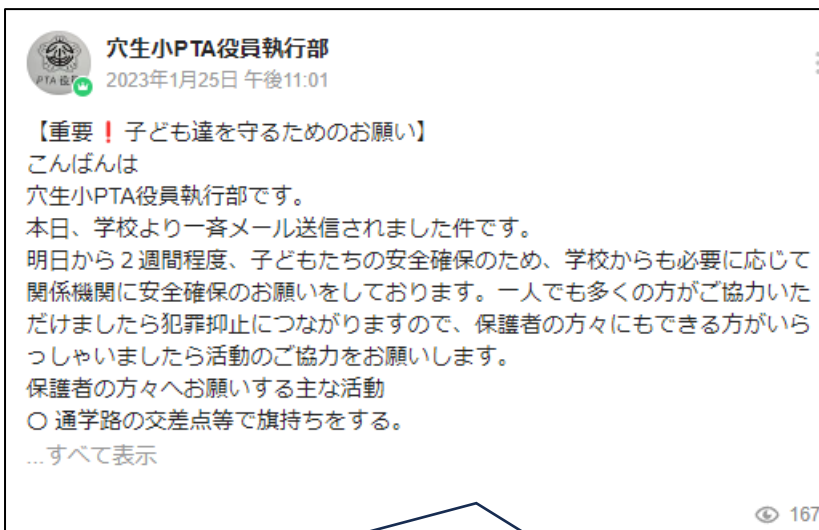 穴生小PTA役員執行部
2023年1月25日 午後11:01
【重要❗子ども達を守るためのお願い】
こんばんは
穴生小PTA役員執行部です。
本日、学校より一斉メール送信されました件です。
明日から２週間程度、子どもたちの安全確保のため、学校からも必要に応じて
関係機関に安全確保のお願いをしております。一人でも多くの方がご協力いた
だけましたら犯罪抑止につながりますので、保護者の方々にもできる方がいら
っしゃいましたら活動のご協力をお願いします。
保護者の方々へお願いする主な活動
〇 通学路の交差点等で旗持ちをする。
...すべて表示
167